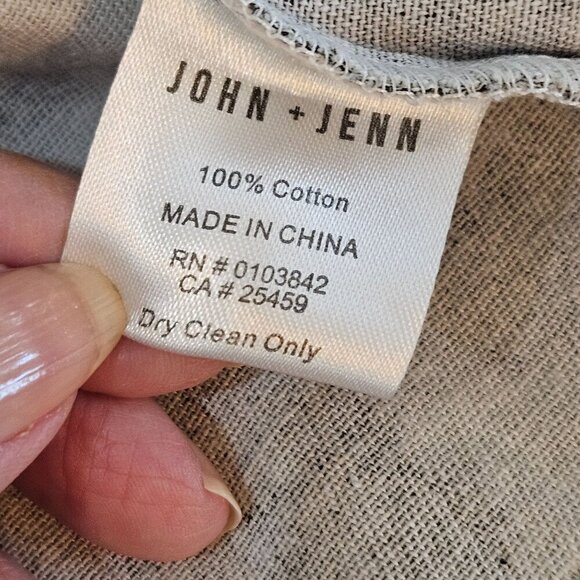 JOHN + JENN
100% Cotton
MADE IN CHINA
RN # 0103842
CA # 25459
Dry Clean Only